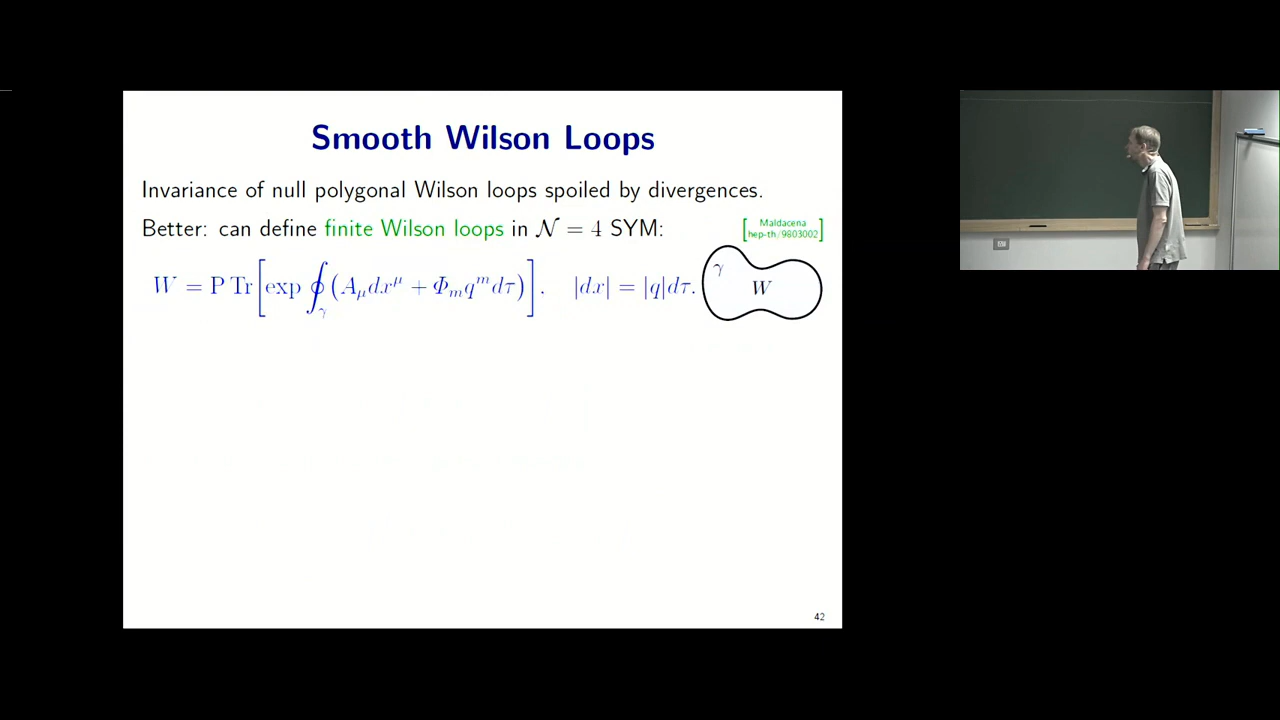 Smooth Wilson Loops
Invariance of null polygonal Wilson loops spoiled by divergences.
Better: can define finite Wilson loops in 𝒩 = 4 SYM:
[Maldacena
hep-th/9803002]
W = P Tr[exp ∮_γ (A_μ dx^μ + Φ_m q^m dτ)].  |dx| = |q|dτ.
γ
W
42